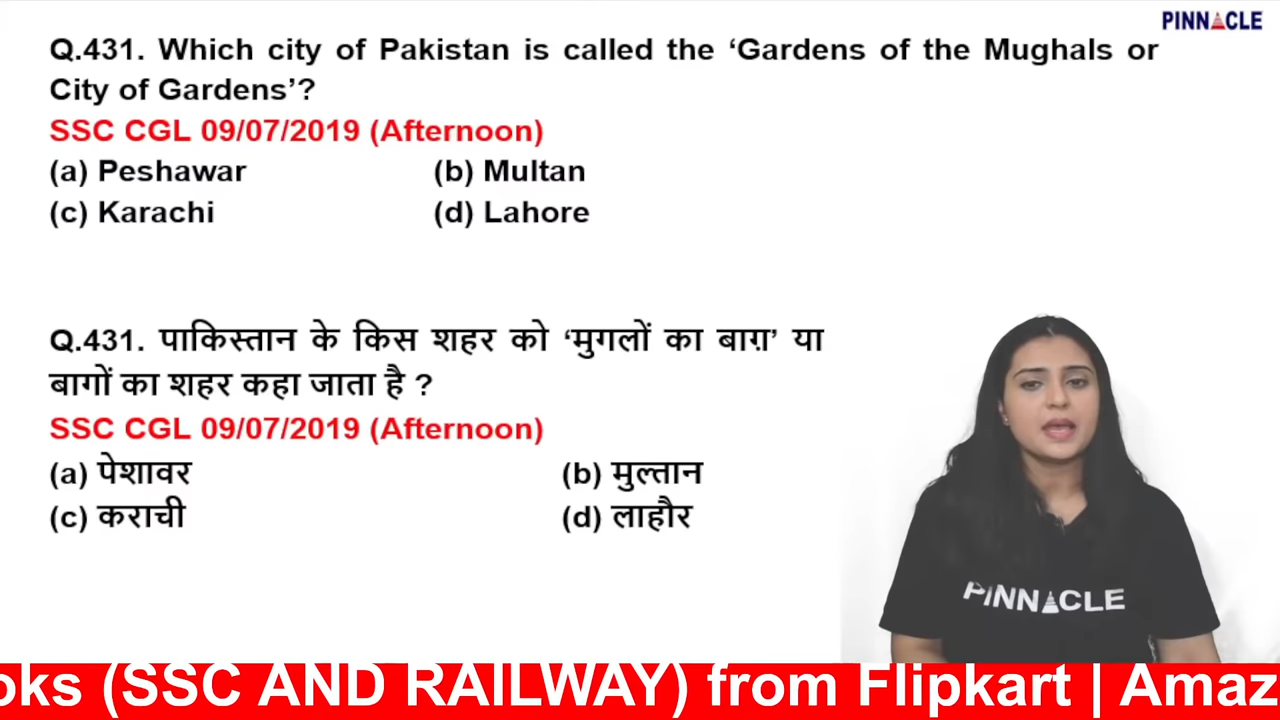 PINNACLE
Q.431. Which city of Pakistan is called the ‘Gardens of the Mughals or
City of Gardens’?
SSC CGL 09/07/2019 (Afternoon)
(a) Peshawar (b) Multan
(c) Karachi (d) Lahore
Q.431. पाकिस्तान के किस शहर को ‘मुगलों का बाग़’ या
बागों का शहर कहा जाता है ?
SSC CGL 09/07/2019 (Afternoon)
(a) पेशावर (b) मुल्तान
(c) कराची (d) लाहौर
PINNACLE
(SSC AND RAILWAY) from Flipkart |